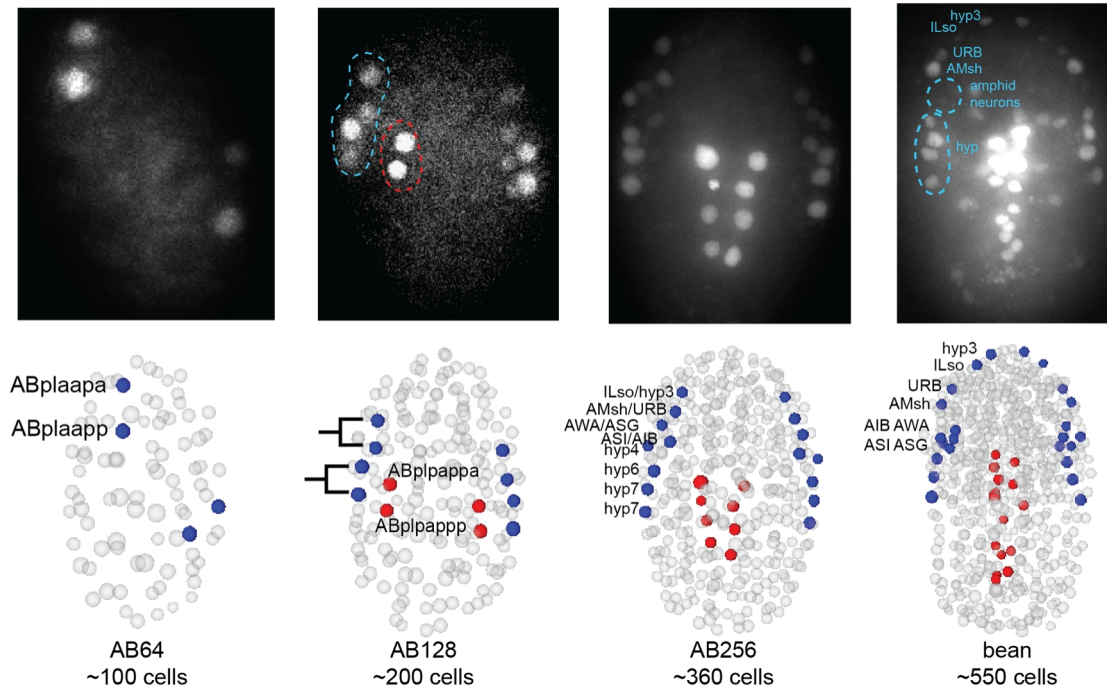 hyp3
ILso
URB
AMsh
amphid
neurons
hyp
ABplaapa
ABplaapp
ABplpappa
ABplpappp
ILso/hyp3
AMsh/URB
AWA/ASG
ASI/AIB
hyp4
hyp6
hyp7
hyp7
hyp3
ILso
URB
AMsh
AIB AWA
ASI ASG
AB64
~100 cells
AB128
~200 cells
AB256
~360 cells
bean
~550 cells